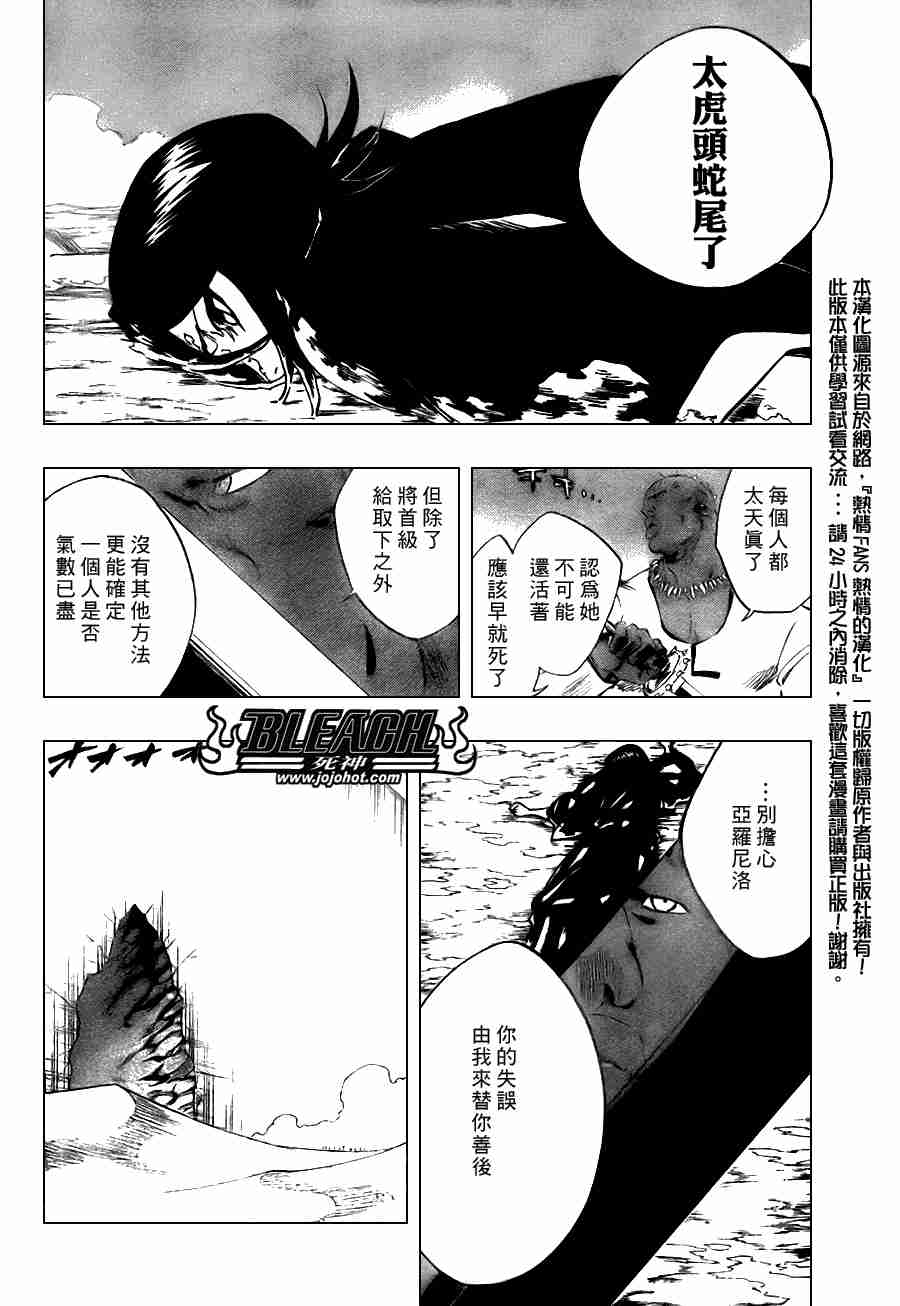 太虎頭蛇尾了
每個人都
太天真了
認爲她
不可能
還活著
應該早就死了
但除了
將首級
給取下之外
沒有其他方法
更能確定
一個人是否
氣數已盡
BLEACH
死神
www.jojohot.com
…別擔心
亞羅尼洛
你的失誤
由我來替你善後
オオオオ
本漢化圖源來自於網路，『熱情FANS 熱情的漢化』一切版權歸原作者與出版社擁有！
此版本僅供學習試看交流… 請 24 小時之內消除，喜歡這套漫畫請購買正版！謝謝。